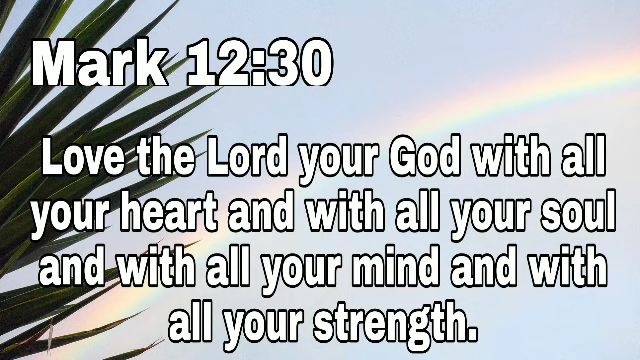 Mark 12:30
Love the Lord your God with all
your heart and with all your soul
and with all your mind and with
all your strength.